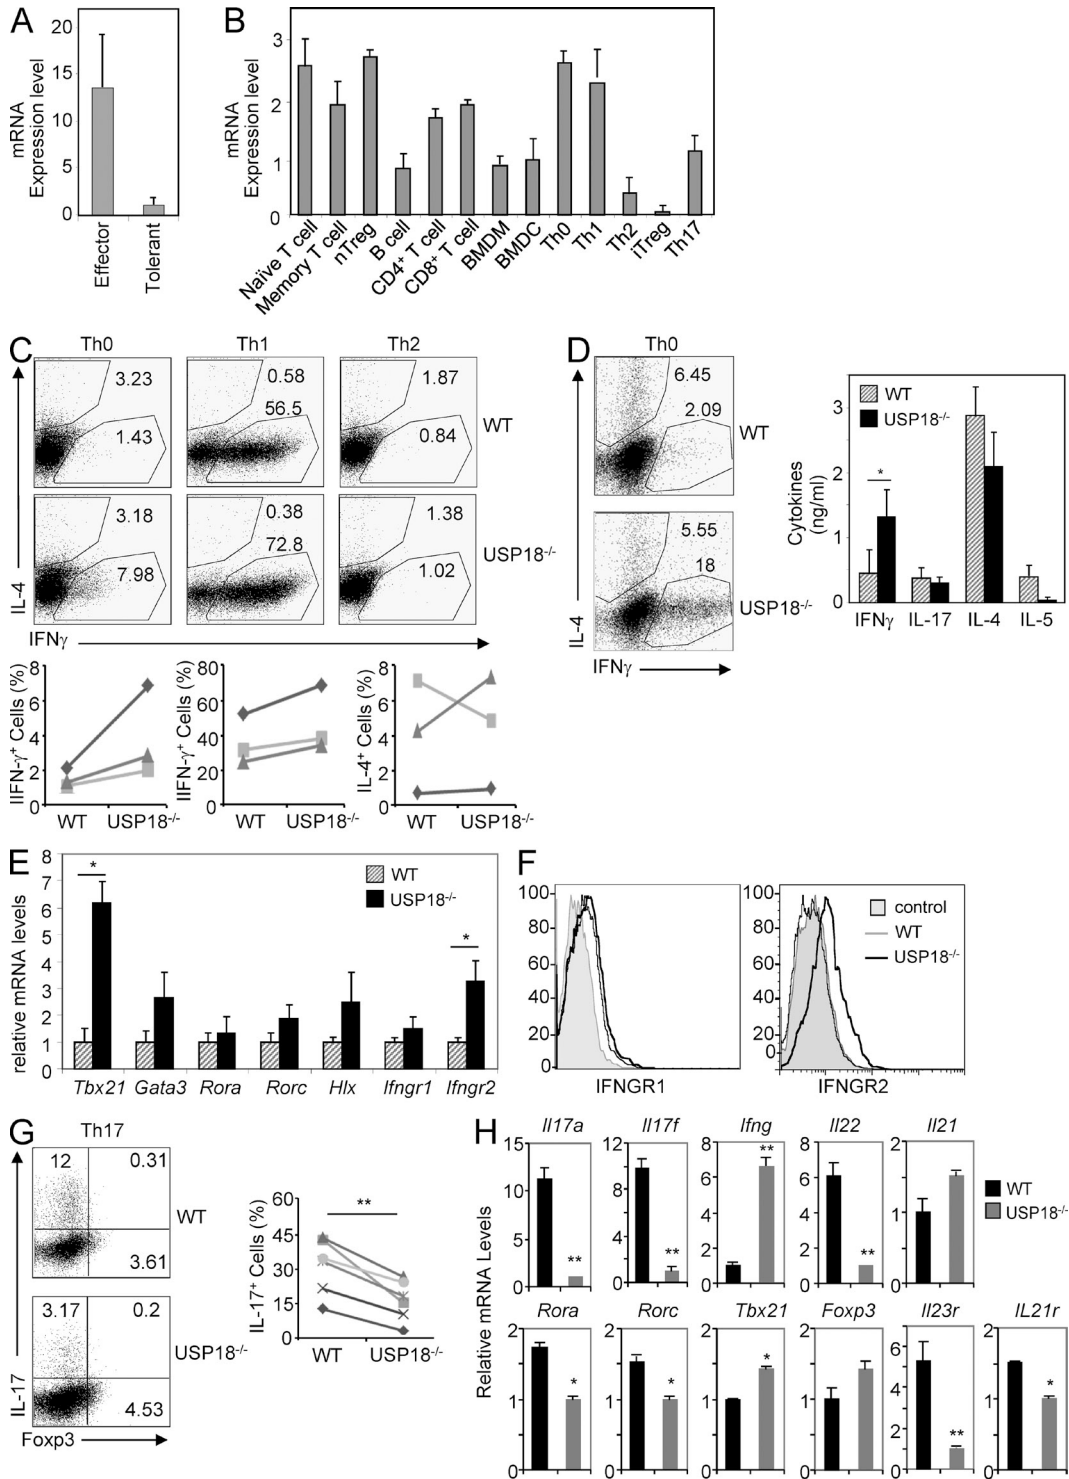 A
mRNA
Expression level
20
15
10
5
0
Effector
Tolerant
B
mRNA
Expression level
3
2
1
0
Naïve T cell
Memory T cell
nTreg
B cell
CD4+ T cell
CD8+ T cell
BMDM
BMDC
Th0
Th1
Th2
iTreg
Th17
C
Th0
Th1
Th2
3.23
1.43
0.58
56.5
1.87
0.84
WT
3.18
7.98
0.38
72.8
1.38
1.02
USP18-/-
IL-4
IFNγ
IIFN-γ+ Cells (%)
8
6
4
2
0
WT
USP18-/-
IIFN-γ+ Cells (%)
80
60
40
20
0
WT
USP18-/-
IL-4+ Cells (%)
8
6
4
2
0
WT
USP18-/-
D
Th0
6.45
2.09
WT
5.55
18
USP18-/-
IL-4
IFNγ
Cytokines
(ng/ml)
3
2
1
0
WT
USP18-/-
*
IFNγ
IL-17
IL-4
IL-5
E
relative mRNA levels
8
7
6
5
4
3
2
1
0
*
*
WT
USP18-/-
Tbx21
Gata3
Rora
Rorc
Hlx
Ifngr1
Ifngr2
F
100
80
60
40
20
0
IFNGR1
100
80
60
40
20
0
IFNGR2
control
WT
USP18-/-
G
Th17
12
0.31
3.61
WT
3.17
0.2
4.53
USP18-/-
IL-17
Foxp3
IL-17+ Cells (%)
60
45
30
15
0
**
WT
USP18-/-
H
Relative mRNA Levels
Il17a
15
10
5
0
**
Il17f
12
8
4
0
**
Ifng
8
6
4
2
0
**
Il22
8
6
4
2
0
**
Il21
2
1
0
WT
USP18-/-
Rora
2
1
0
*
Rorc
2
1
0
*
Tbx21
2
1
0
*
Foxp3
2
1
0
Il23r
6
4
2
0
**
IL21r
2
1
0
*